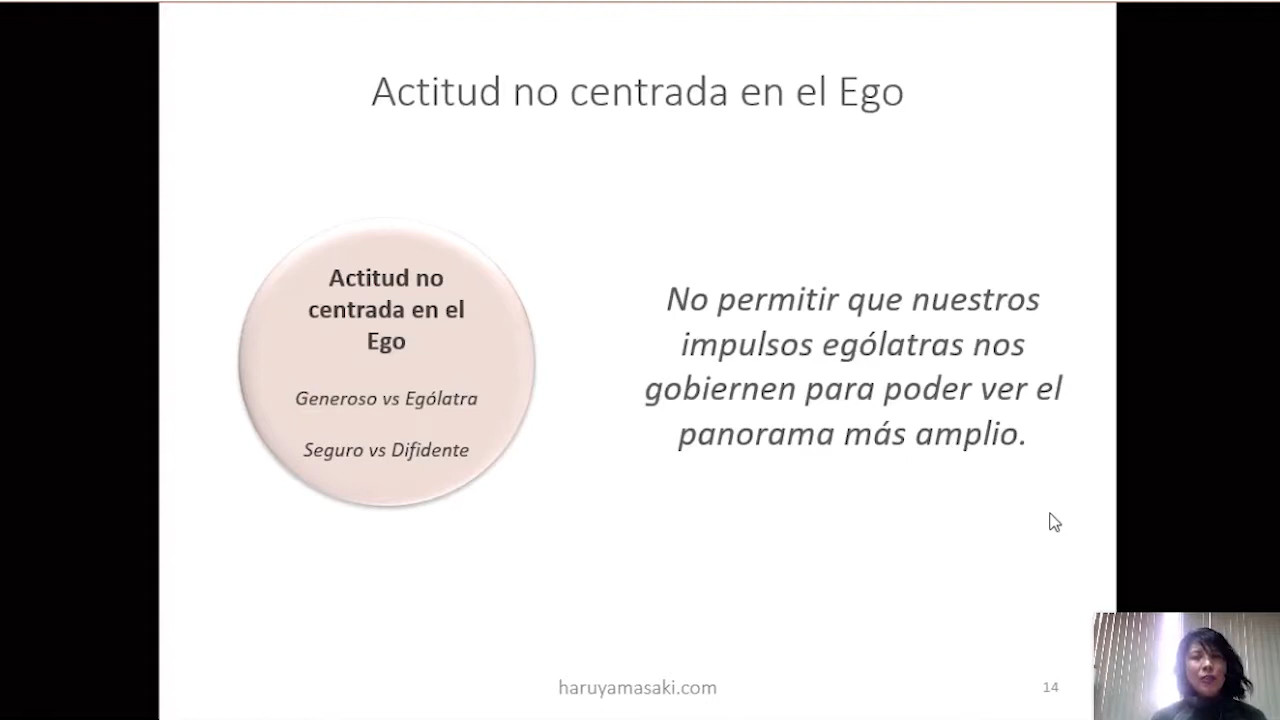 Actitud no centrada en el Ego
Actitud no
centrada en el
Ego
Generoso vs Ególatra
Seguro vs Difidente
No permitir que nuestros
impulsos ególatras nos
gobiernen para poder ver el
panorama más amplio.
haruyamasaki.com
14